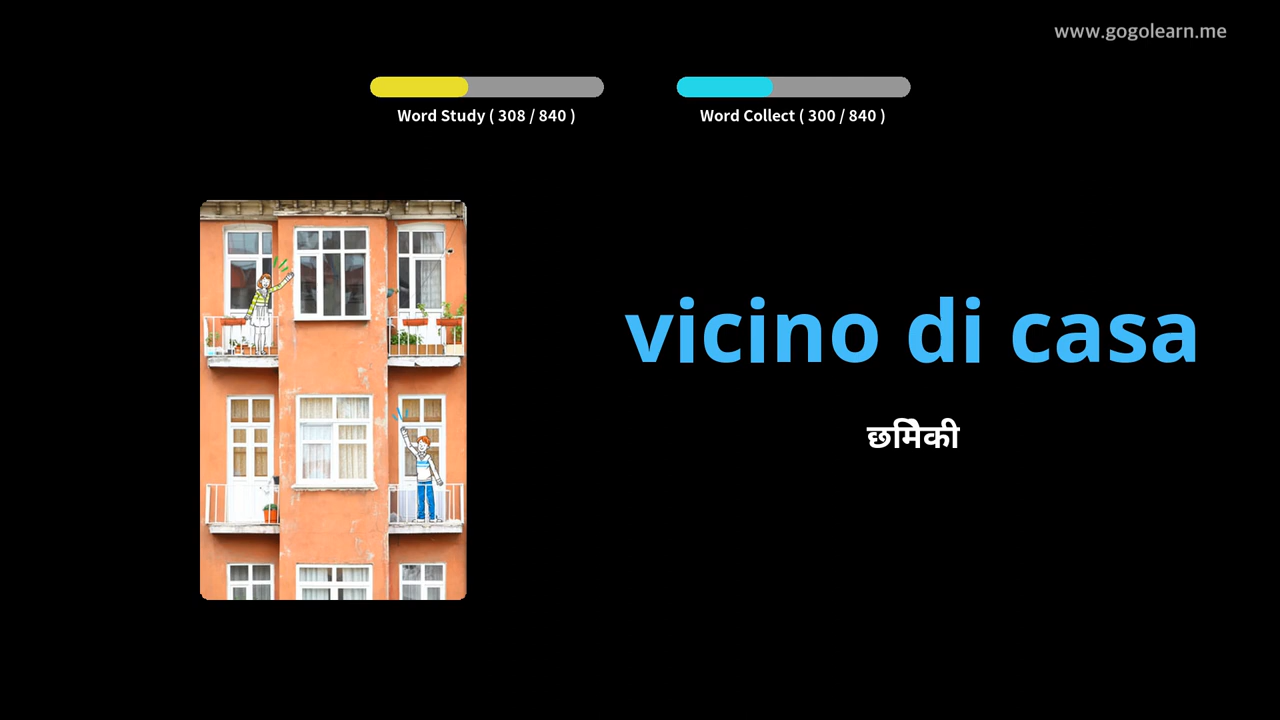 www.gogolearn.me
Word Study ( 308 / 840 )
Word Collect ( 300 / 840 )
vicino di casa
छमिेकी